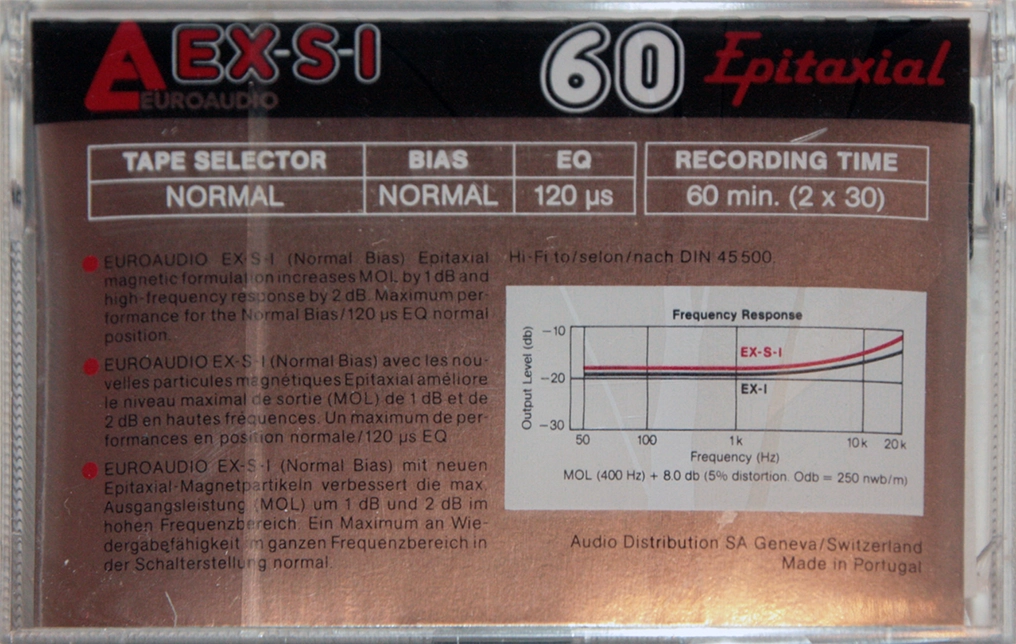 EX-S-I 60 Epitaxial
EUROAUDIO
TAPE SELECTOR BIAS EQ RECORDING TIME
NORMAL NORMAL 120 µs 60 min. (2 x 30)
EUROAUDIO EX-S-I (Normal Bias) Epitaxial
magnetic formulation increases MOL by 1 dB and
high-frequency response by 2 dB. Maximum per-
formance for the Normal Bias/120 µs EQ normal
position.
EUROAUDIO EX-S-I (Normal Bias) avec les nou-
velles particules magnétiques Epitaxial améliore
le niveau maximal de sortie (MOL) de 1 dB et de
2 dB en hautes fréquences. Un maximum de per-
formances en position normale/120 µs EQ
EUROAUDIO EX-S-I (Normal Bias) mit neuen
Epitaxial-Magnetpartikeln verbessert die max.
Ausgangsleistung (MOL) um 1 dB und 2 dB im
hohen Frequenzbereich. Ein Maximum an Wie-
dergabefähigkeit im ganzen Frequenzbereich in
der Schalterstellung normal.
Hi-Fi to/selon/nach DIN 45 500.
Frequency Response
Output Level (db)
-10
-20
-30
EX-S-I
EX-I
50 100 1k 10k 20k
Frequency (Hz)
MOL (400 Hz) + 8.0 db (5% distortion. Odb = 250 nwb/m)
Audio Distribution SA Geneva/Switzerland
Made in Portugal